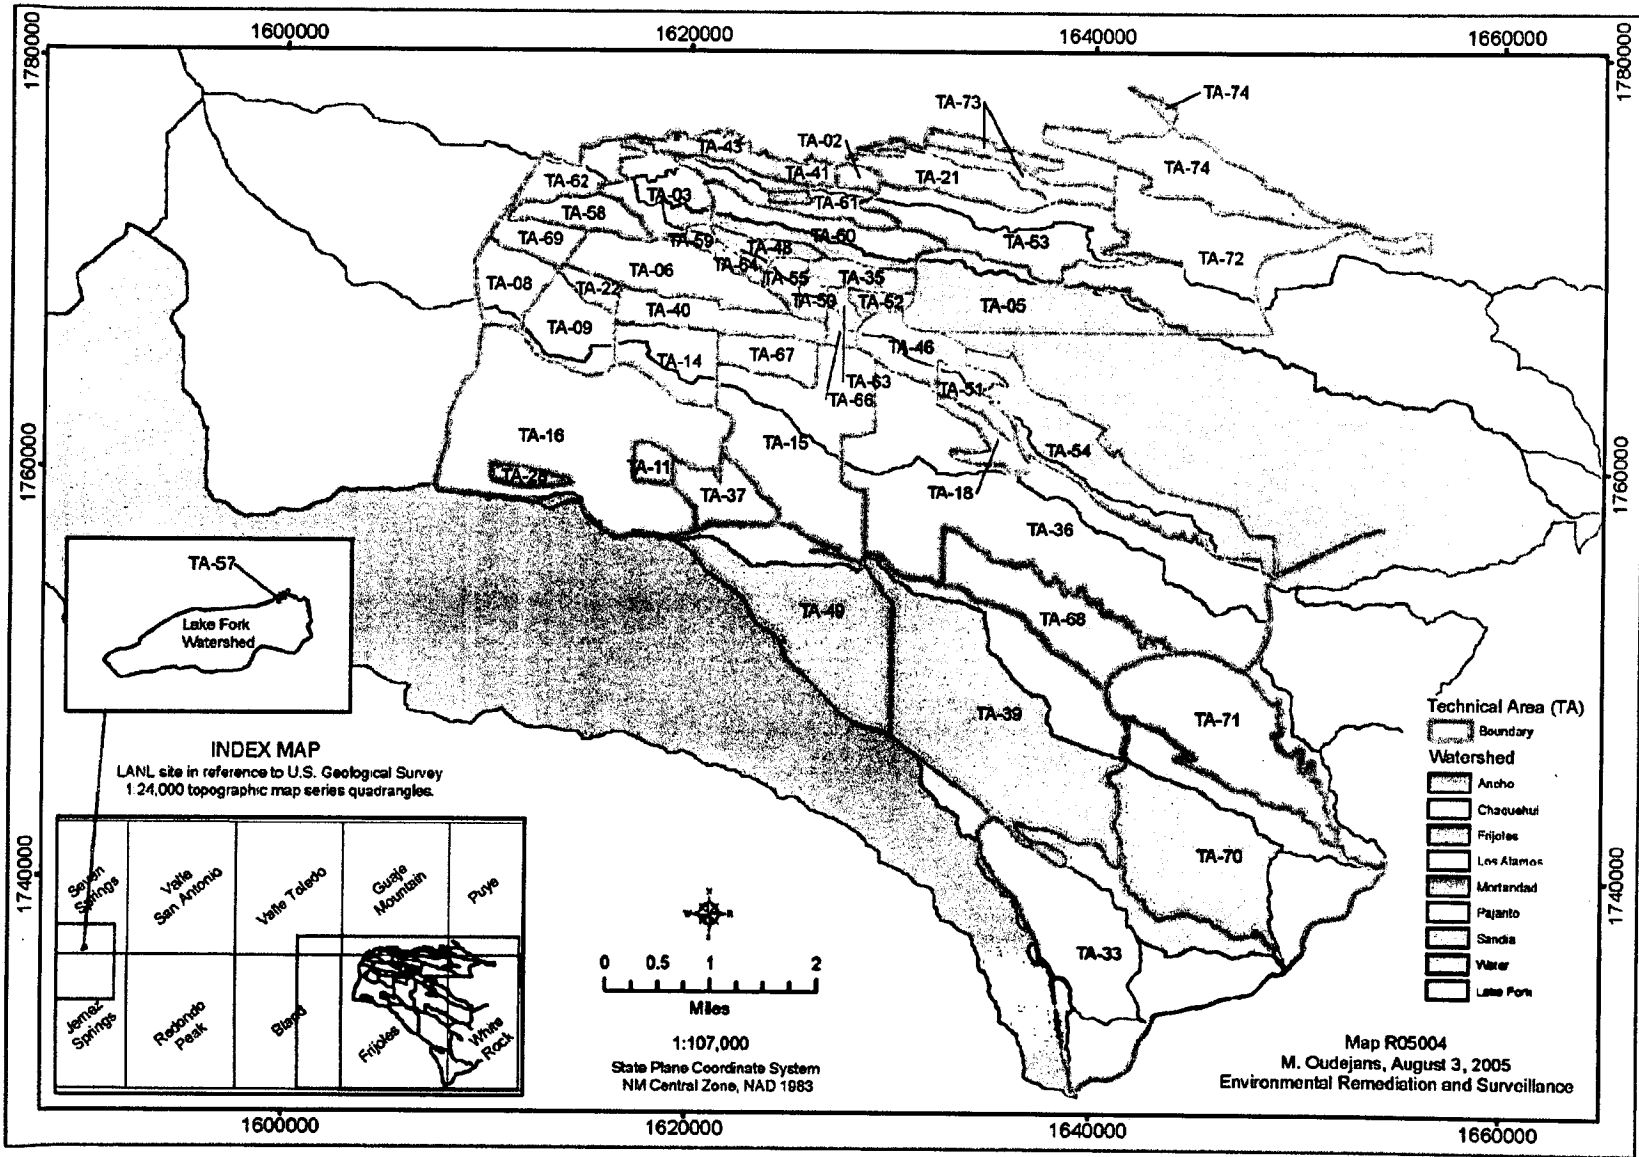 1600000
1620000
1640000
1660000
1780000
1780000
TA-74
TA-73
TA-02
TA-43
TA-74
TA-41
TA-21
TA-62
TA-03
TA-61
TA-58
TA-69
TA-59
TA-48
TA-60
TA-53
TA-72
TA-64
TA-06
TA-55
TA-35
TA-08
TA-22
TA-50
TA-52
TA-05
TA-40
TA-09
TA-46
TA-67
TA-14
TA-63
TA-51
TA-66
TA-16
TA-15
TA-54
1760000
1760000
TA-11
TA-28
TA-37
TA-18
TA-36
TA-57
Lake Fork
Watershed
TA-49
TA-68
TA-39
TA-71
Technical Area (TA)
Boundary
Watershed
Ancho
Chaquehui
Frijoles
Los Alamos
Mortandad
Pajarito
Sandia
Water
Lake Fork
INDEX MAP
LANL site in reference to U.S. Geological Survey
1:24,000 topographic map series quadrangles.
TA-70
1740000
1740000
Seven
Springs
Valle
San Antonio
Valle Toledo
Guaje
Mountain
Puye
Jemez
Springs
Redondo
Peak
Bland
Frijoles
White
Rock
TA-33
N
W
E
0 0.5 1 2
Miles
1:107,000
State Plane Coordinate System
NM Central Zone, NAD 1983
Map R05004
M. Oudejans, August 3, 2005
Environmental Remediation and Surveillance
1600000
1620000
1640000
1660000